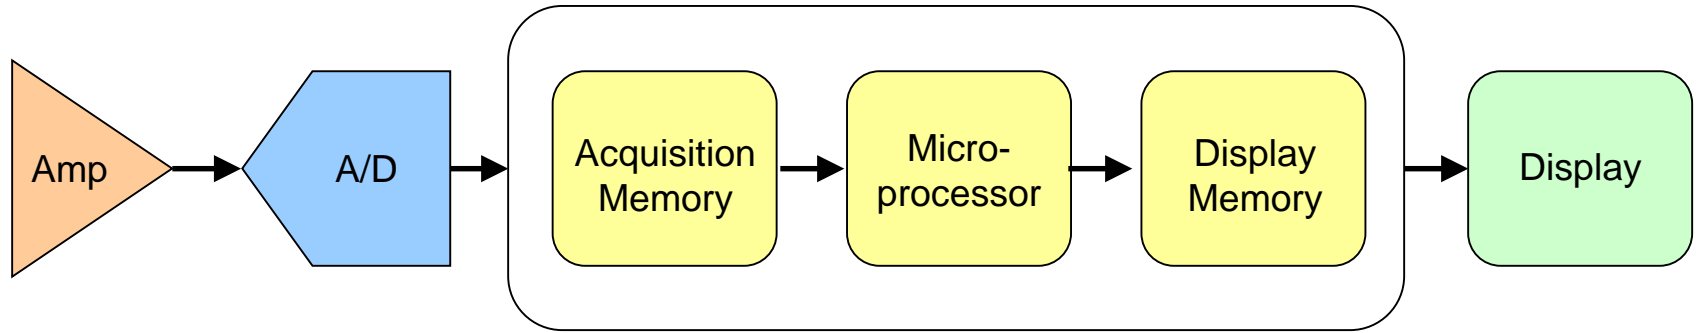 Amp
A/D
Acquisition
Memory
Micro-
processor
Display
Memory
Display